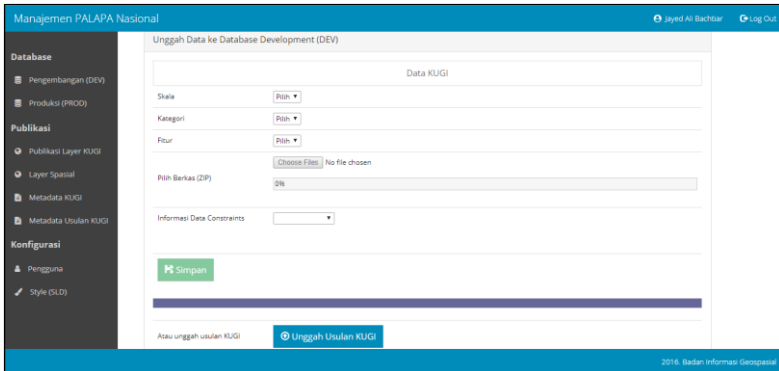 Manajemen PALAPA Nasional
Jayed Ali Bachtiar
Log Out
Database
Pengembangan (DEV)
Produksi (PROD)
Publikasi
Publikasi Layer KUGI
Layer Spasial
Metadata KUGI
Metadata Usulan KUGI
Konfigurasi
Pengguna
Style (SLD)
Unggah Data ke Database Development (DEV)
Data KUGI
Skala Pilih
Kategori Pilih
Fitur Pilih
Pilih Berkas (ZIP) Choose Files No file chosen
0%
Informasi Data Constraints
Simpan
Atau unggah usulan KUGI Unggah Usulan KUGI
2016. Badan Informasi Geospasial